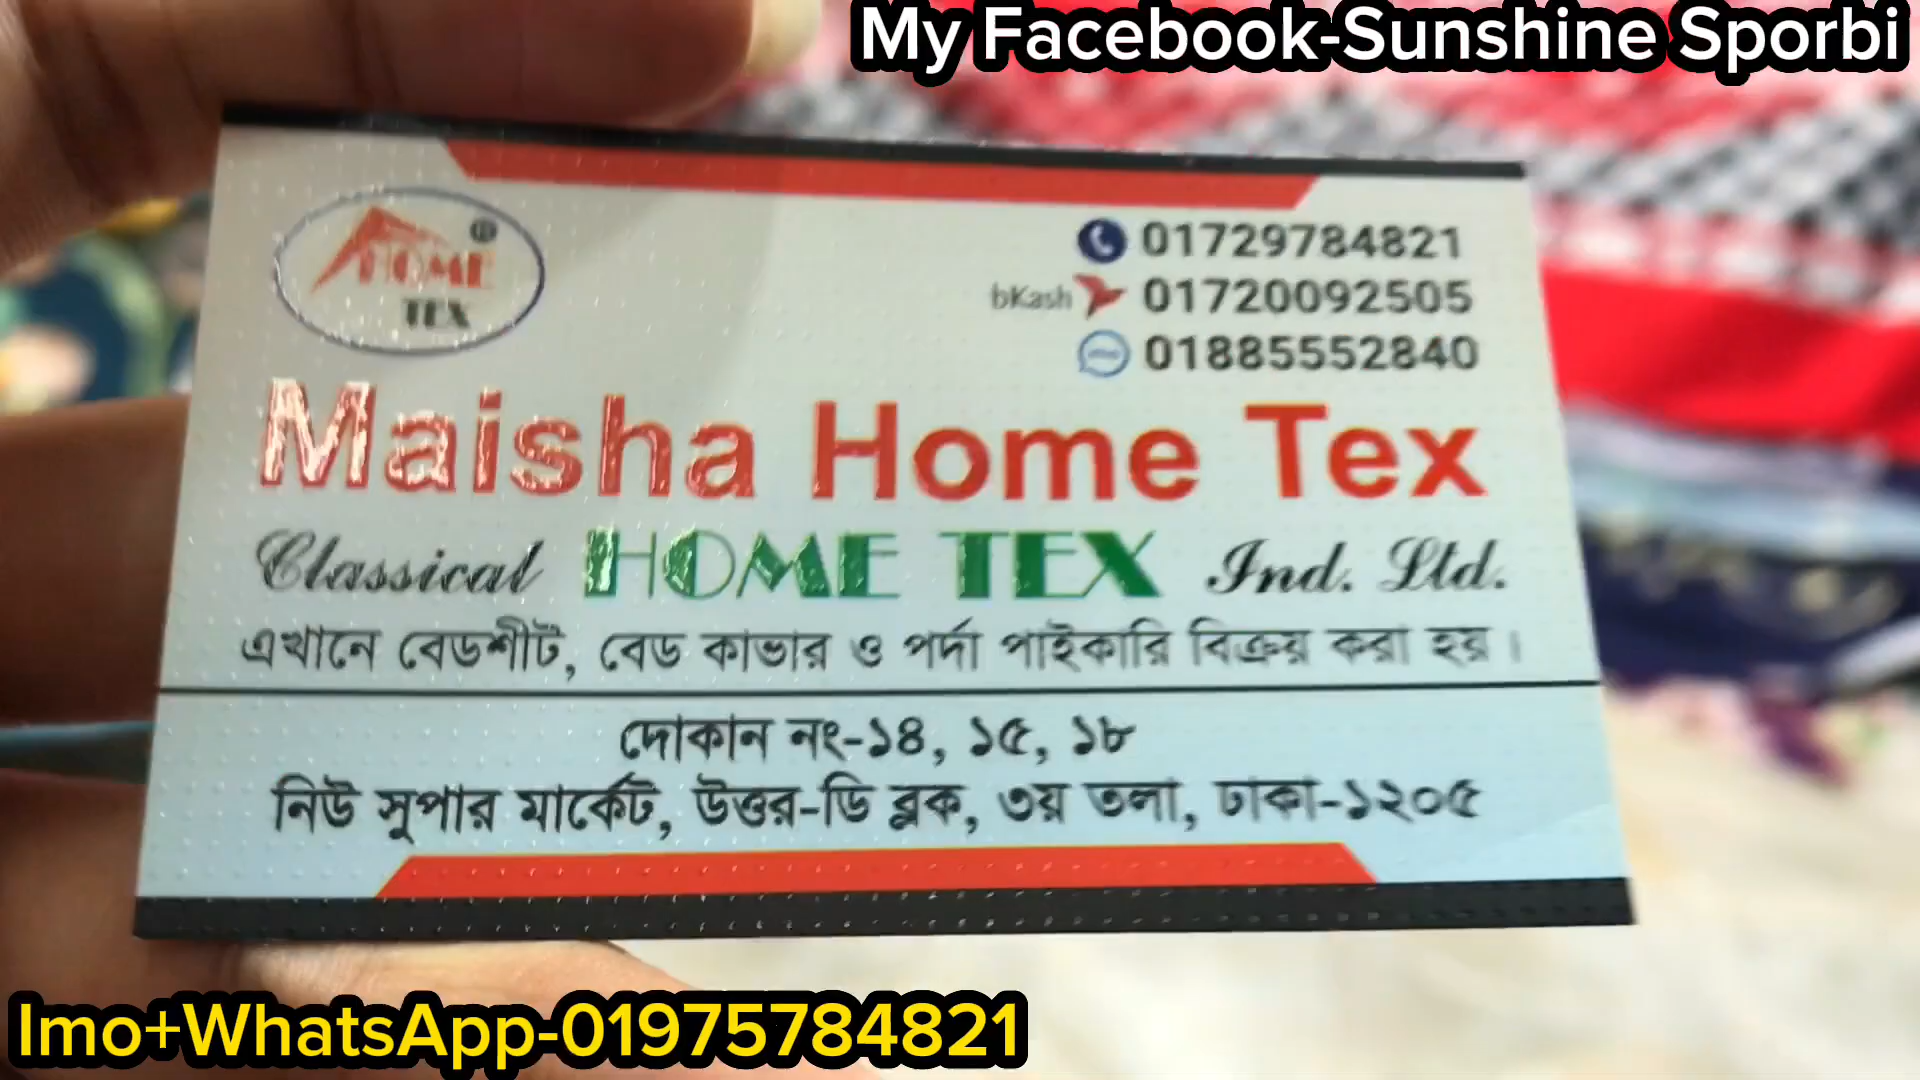 My Facebook-Sunshine Sporbi
HOME
TEX
01729784821
bKash 01720092505
01885552840
Maisha Home Tex
Classical HOME TEX Ind. Ltd.
এখানে বেডশীট, বেড কাভার ও পর্দা পাইকারি বিক্রয় করা হয়।
দোকান নং-১৪, ১৫, ১৮
নিউ সুপার মার্কেট, উত্তর-ডি ব্লক, ৩য় তলা, ঢাকা-১২০৫
Imo+WhatsApp-01975784821